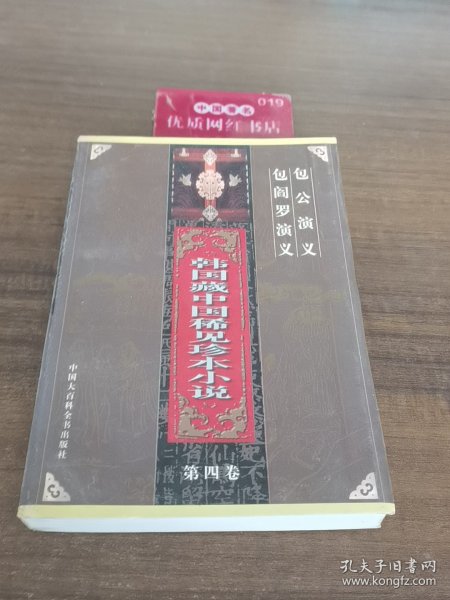 019
中国著名
优质网红书店
包公演义
包阎罗演义
韩国藏中国稀见珍本小说
第四卷
中国大百科全书出版社
孔夫子旧书网
www.kongfz.com